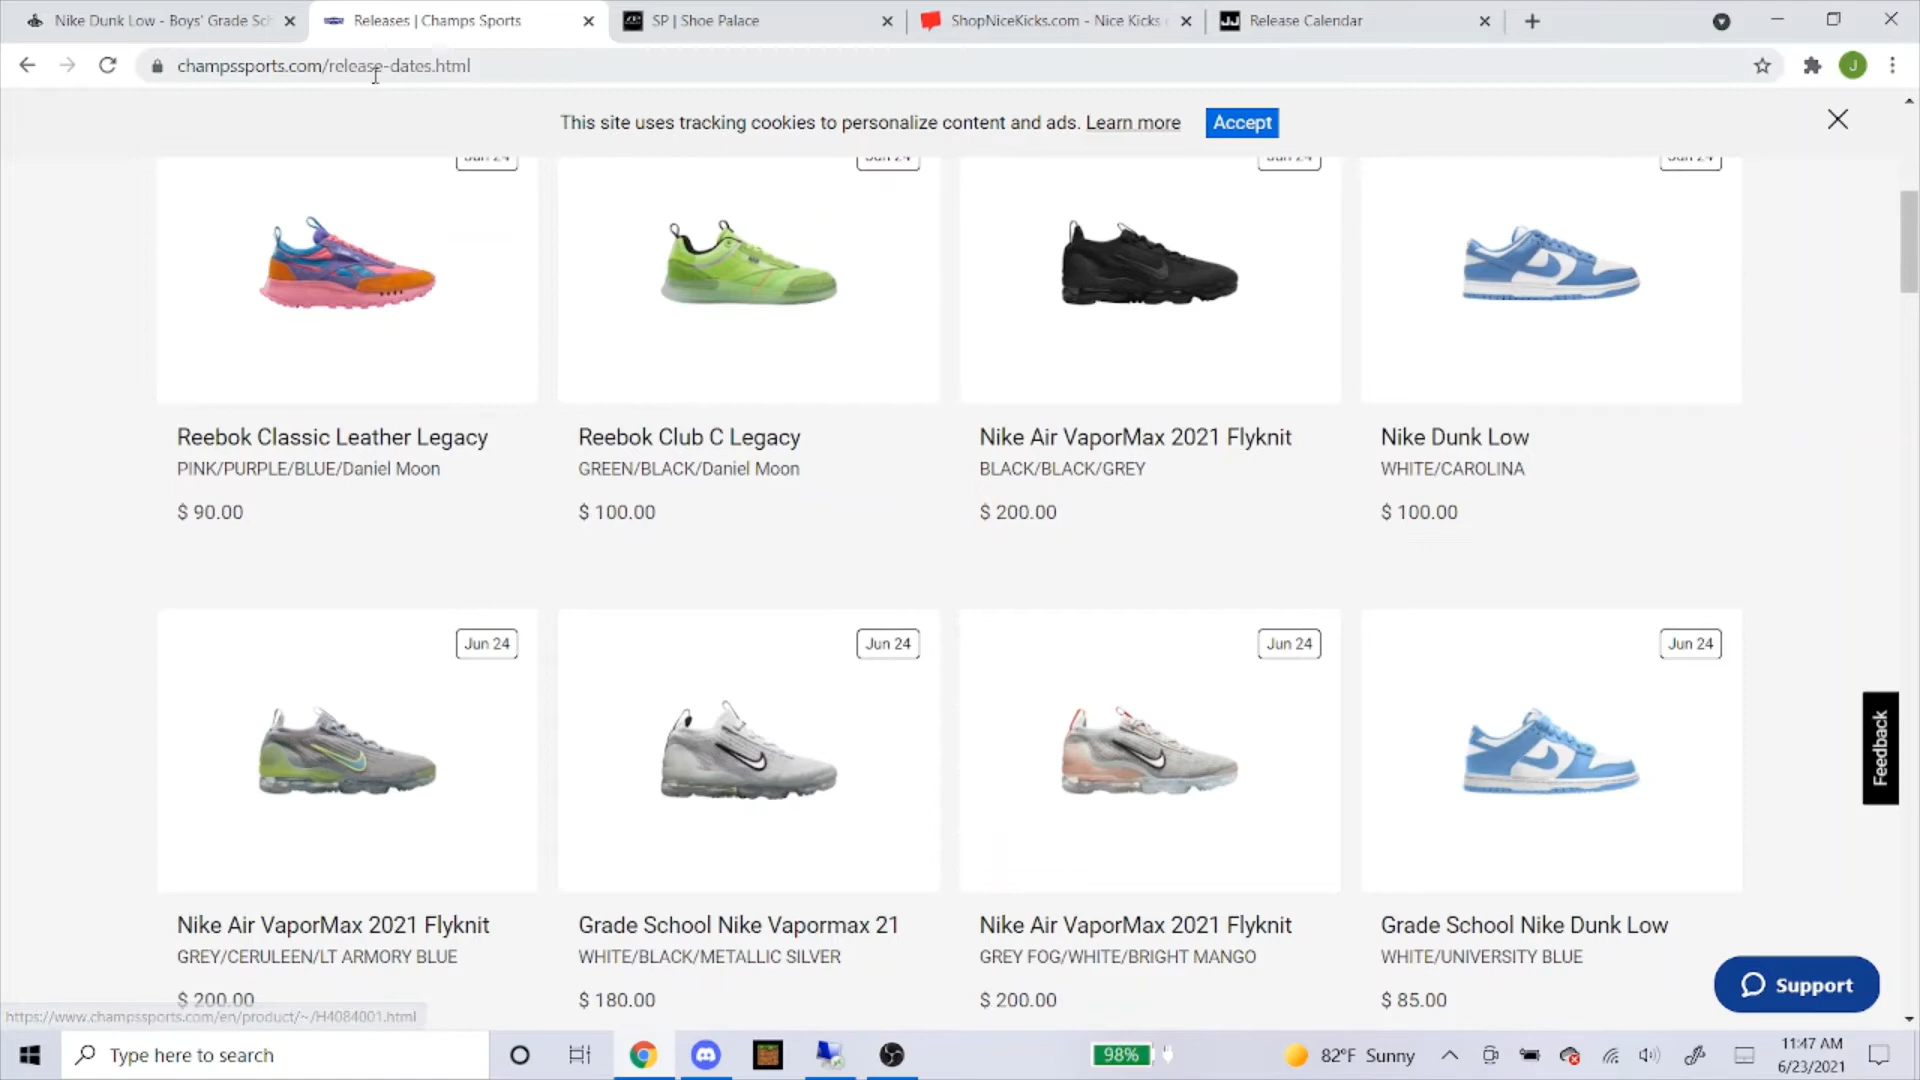 Nike Dunk Low - Boys' Grade Sch
Releases | Champs Sports
SP | Shoe Palace
ShopNiceKicks.com - Nice Kicks
Release Calendar
champssports.com/release-dates.html
J
This site uses tracking cookies to personalize content and ads. Learn more
Accept
Jun 24
Jun 24
Jun 24
Jun 24
Reebok Classic Leather Legacy
PINK/PURPLE/BLUE/Daniel Moon
$ 90.00
Reebok Club C Legacy
GREEN/BLACK/Daniel Moon
$ 100.00
Nike Air VaporMax 2021 Flyknit
BLACK/BLACK/GREY
$ 200.00
Nike Dunk Low
WHITE/CAROLINA
$ 100.00
Jun 24
Jun 24
Jun 24
Jun 24
Feedback
Nike Air VaporMax 2021 Flyknit
GREY/CERULEEN/LT ARMORY BLUE
$ 200.00
Grade School Nike Vapormax 21
WHITE/BLACK/METALLIC SILVER
$ 180.00
Nike Air VaporMax 2021 Flyknit
GREY FOG/WHITE/BRIGHT MANGO
$ 200.00
Grade School Nike Dunk Low
WHITE/UNIVERSITY BLUE
$ 85.00
Support
https://www.champssports.com/en/product/~/H4084001.html
Type here to search
98%
82°F Sunny
11:47 AM
6/23/2021